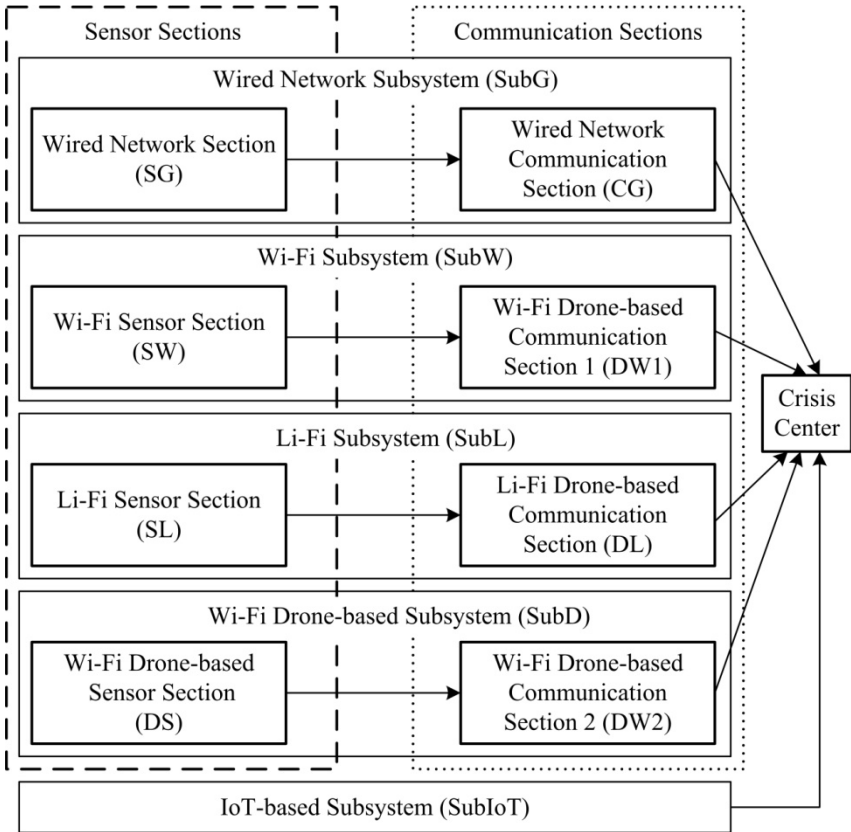 Sensor Sections
Communication Sections
Wired Network Subsystem (SubG)
Wired Network Section
(SG)
Wired Network
Communication
Section (CG)
Wi-Fi Subsystem (SubW)
Wi-Fi Sensor Section
(SW)
Wi-Fi Drone-based
Communication
Section 1 (DW1)
Crisis
Center
Li-Fi Subsystem (SubL)
Li-Fi Sensor Section
(SL)
Li-Fi Drone-based
Communication
Section (DL)
Wi-Fi Drone-based Subsystem (SubD)
Wi-Fi Drone-based
Sensor Section
(DS)
Wi-Fi Drone-based
Communication
Section 2 (DW2)
IoT-based Subsystem (SubIoT)